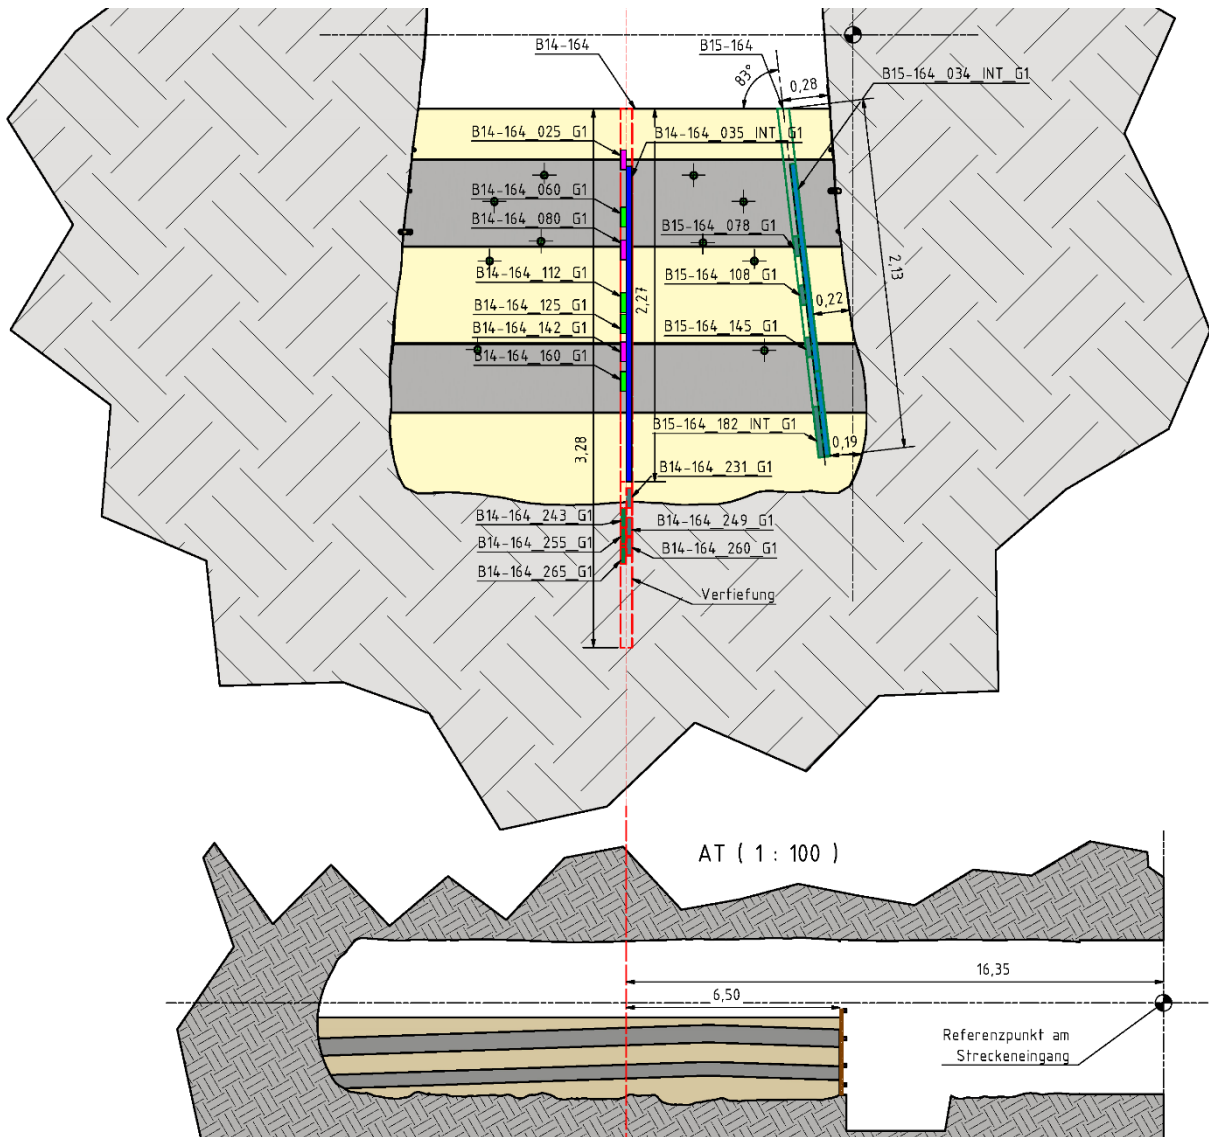 B14-164
B15-164
83°
0,28
B15-164_034_INT_G1
B14-164_025_G1
B14-164_035_INT_G1
B14-164_060_G1
B14-164_080_G1
B15-164_078_G1
2,13
B14-164_112_G1
B15-164_108_G1
2,27
0,22
B14-164_125_G1
B14-164_142_G1
B15-164_145_G1
B14-164_160_G1
B15-164_182_INT_G1
3,28
0,19
B14-164_231_G1
B14-164_243_G1
B14-164_249_G1
B14-164_255_G1
B14-164_260_G1
B14-164_265_G1
Vertiefung
AT ( 1 : 100 )
16,35
6,50
Referenzpunkt am
Streckeneingang